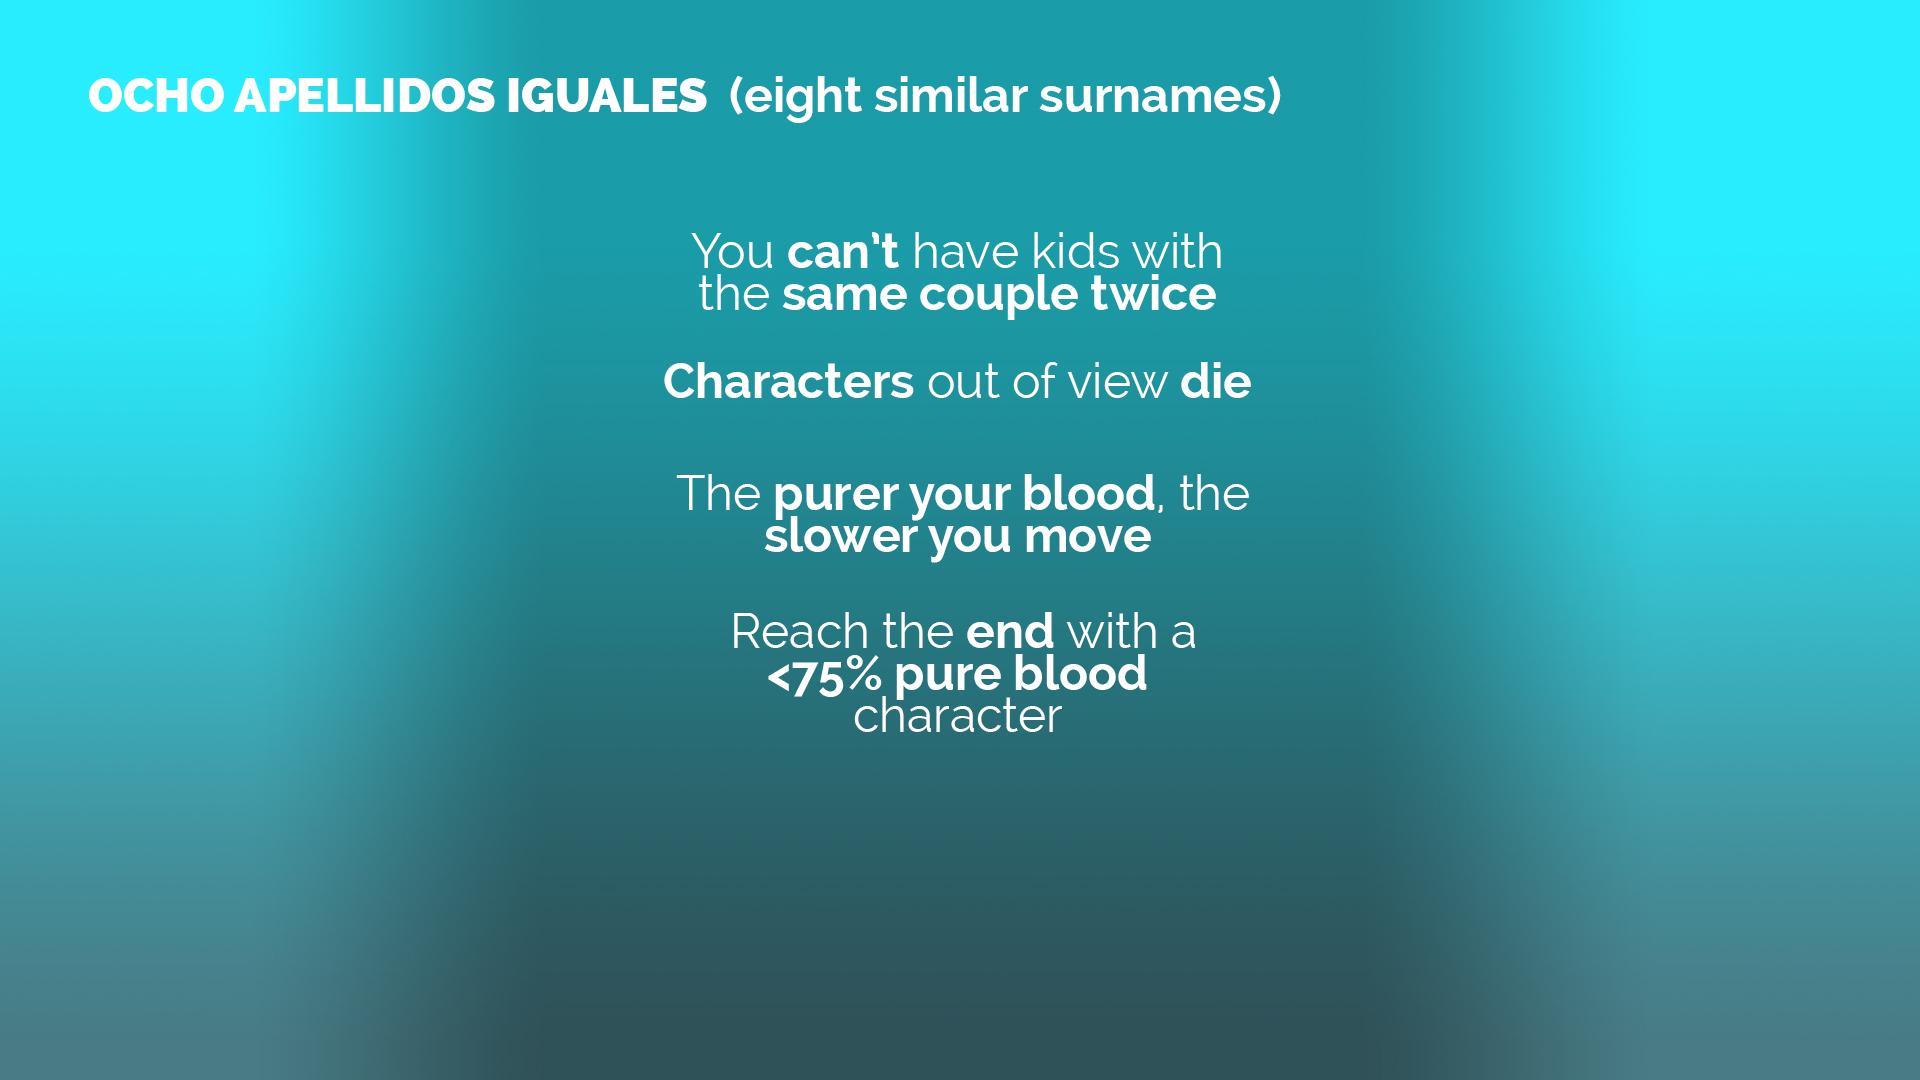 OCHO APELLIDOS IGUALES (eight similar surnames)
You can't have kids with
the same couple twice
Characters out of view die
The purer your blood, the
slower you move
Reach the end with a
<75% pure blood
character